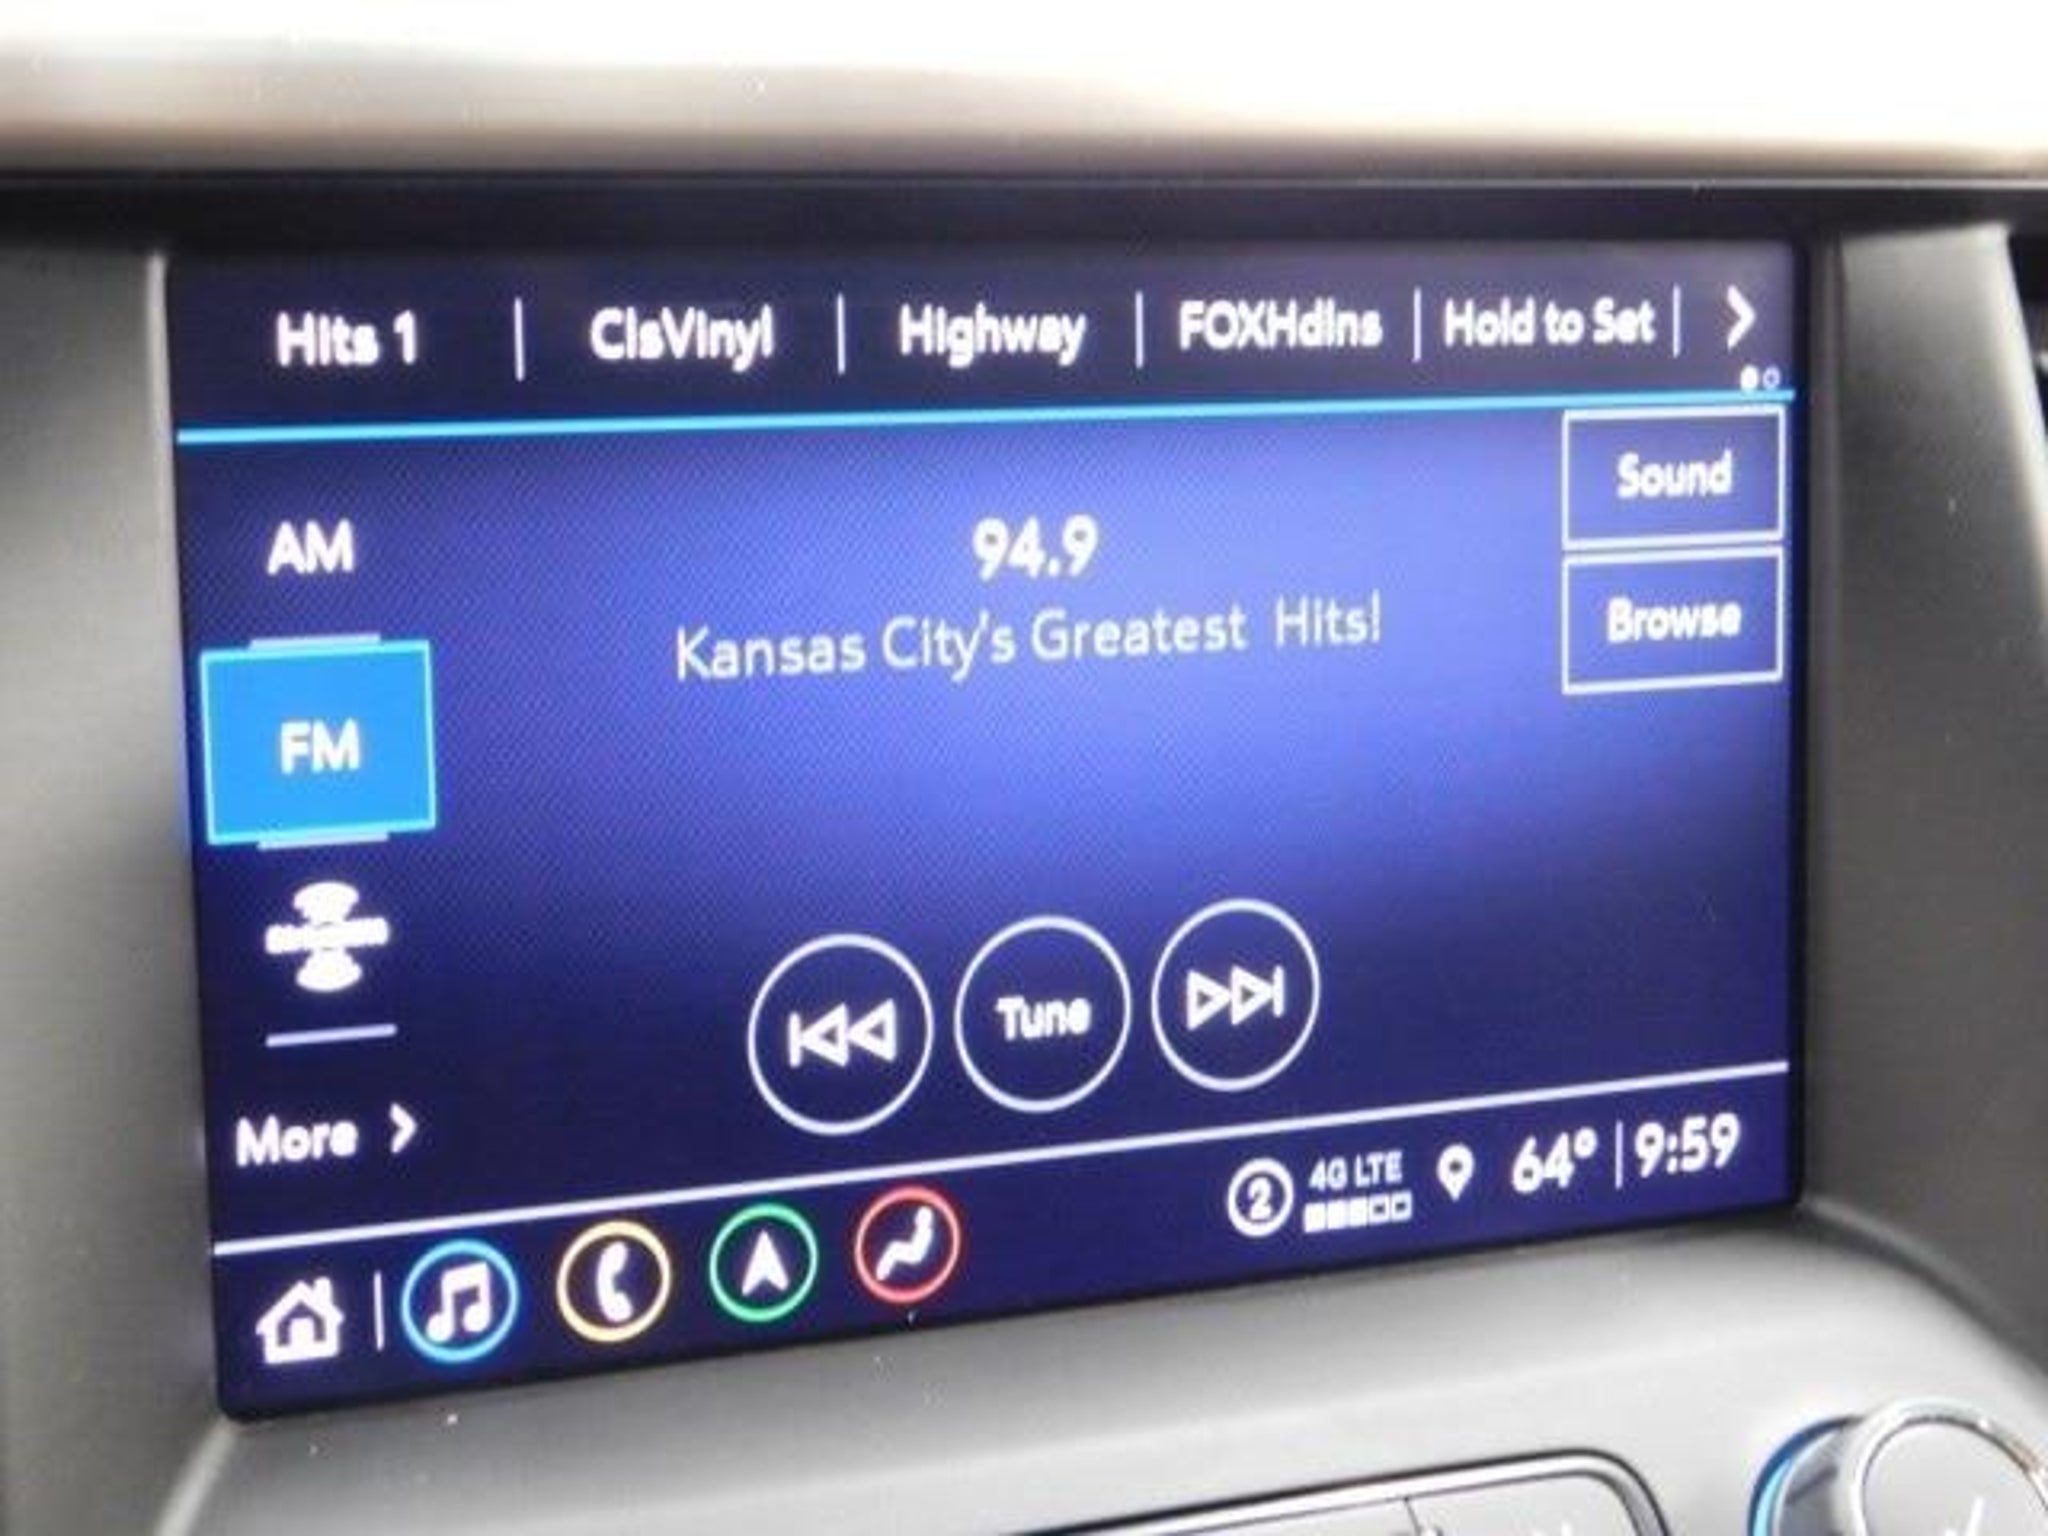 Hits 1 | ClsVinyl | Highway | FOXHdlns | Hold to Set |
Sound
AM
94.9
Kansas City's Greatest Hits!
Browse
FM
Tune
More
2 4G LTE 64° | 9:59